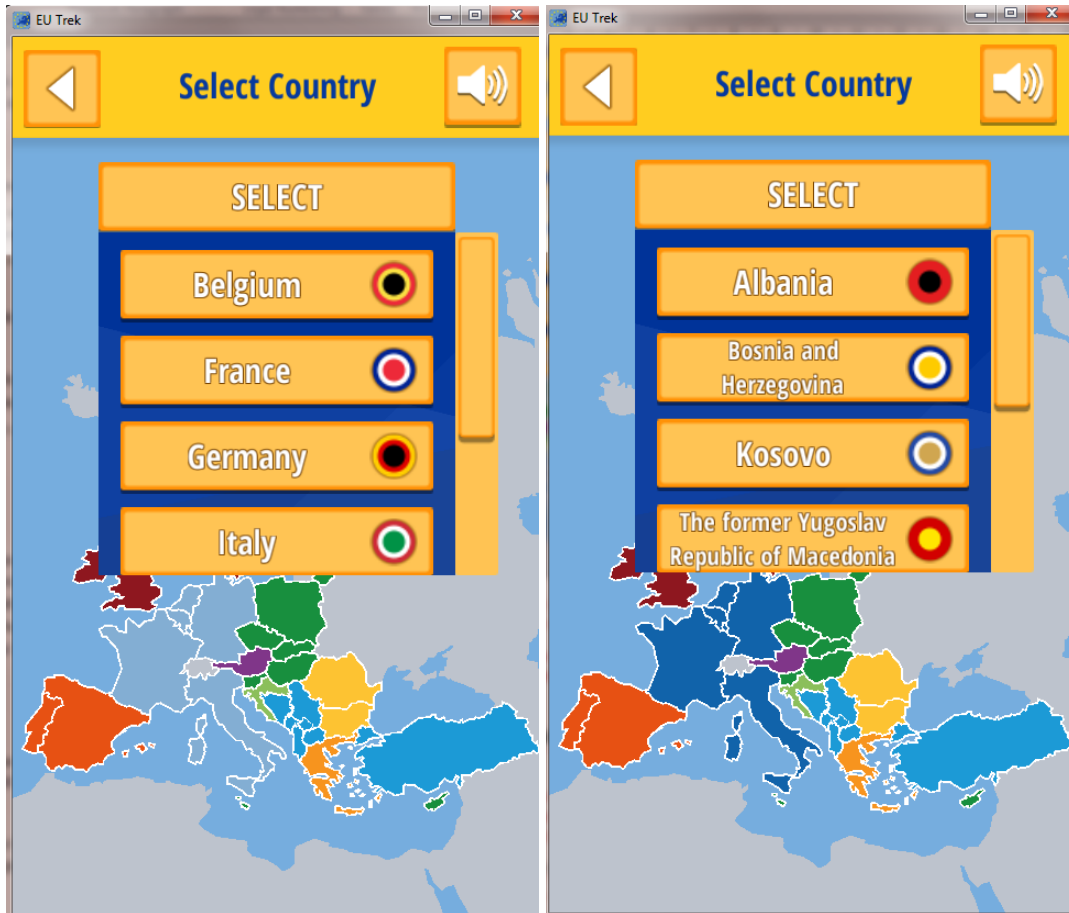 EU Trek
Select Country
SELECT
Belgium
France
Germany
Italy
EU Trek
Select Country
SELECT
Albania
Bosnia and
Herzegovina
Kosovo
The former Yugoslav
Republic of Macedonia